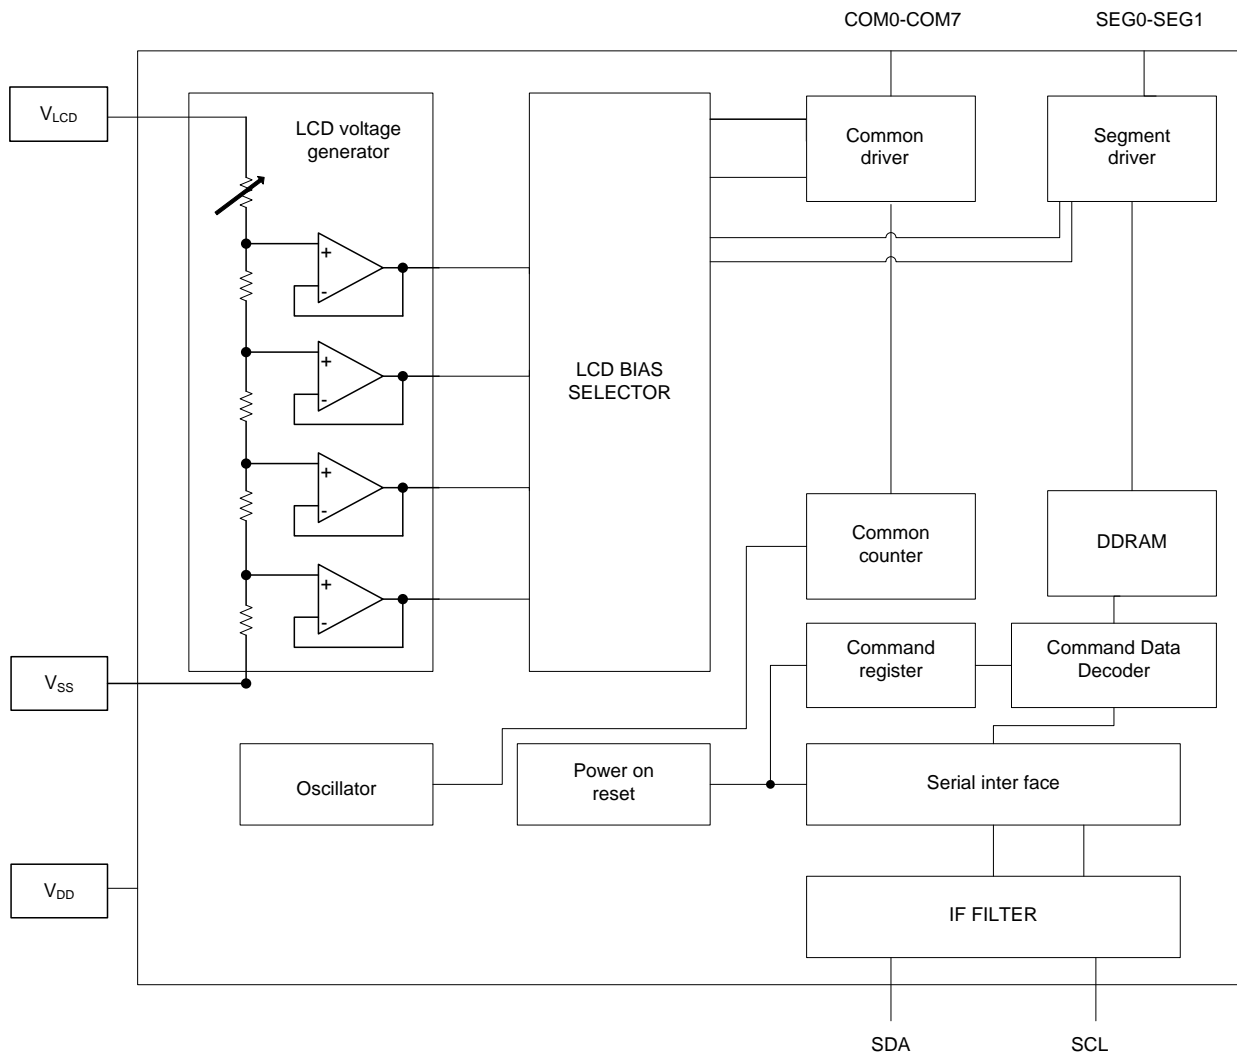 COM0-COM7
SEG0-SEG1
VLCD
LCD voltage
generator
Common
driver
Segment
driver
+
-
+
-
LCD BIAS
SELECTOR
+
-
Common
counter
DDRAM
+
-
Command
register
Command Data
Decoder
VSS
Oscillator
Power on
reset
Serial inter face
VDD
IF FILTER
SDA
SCL